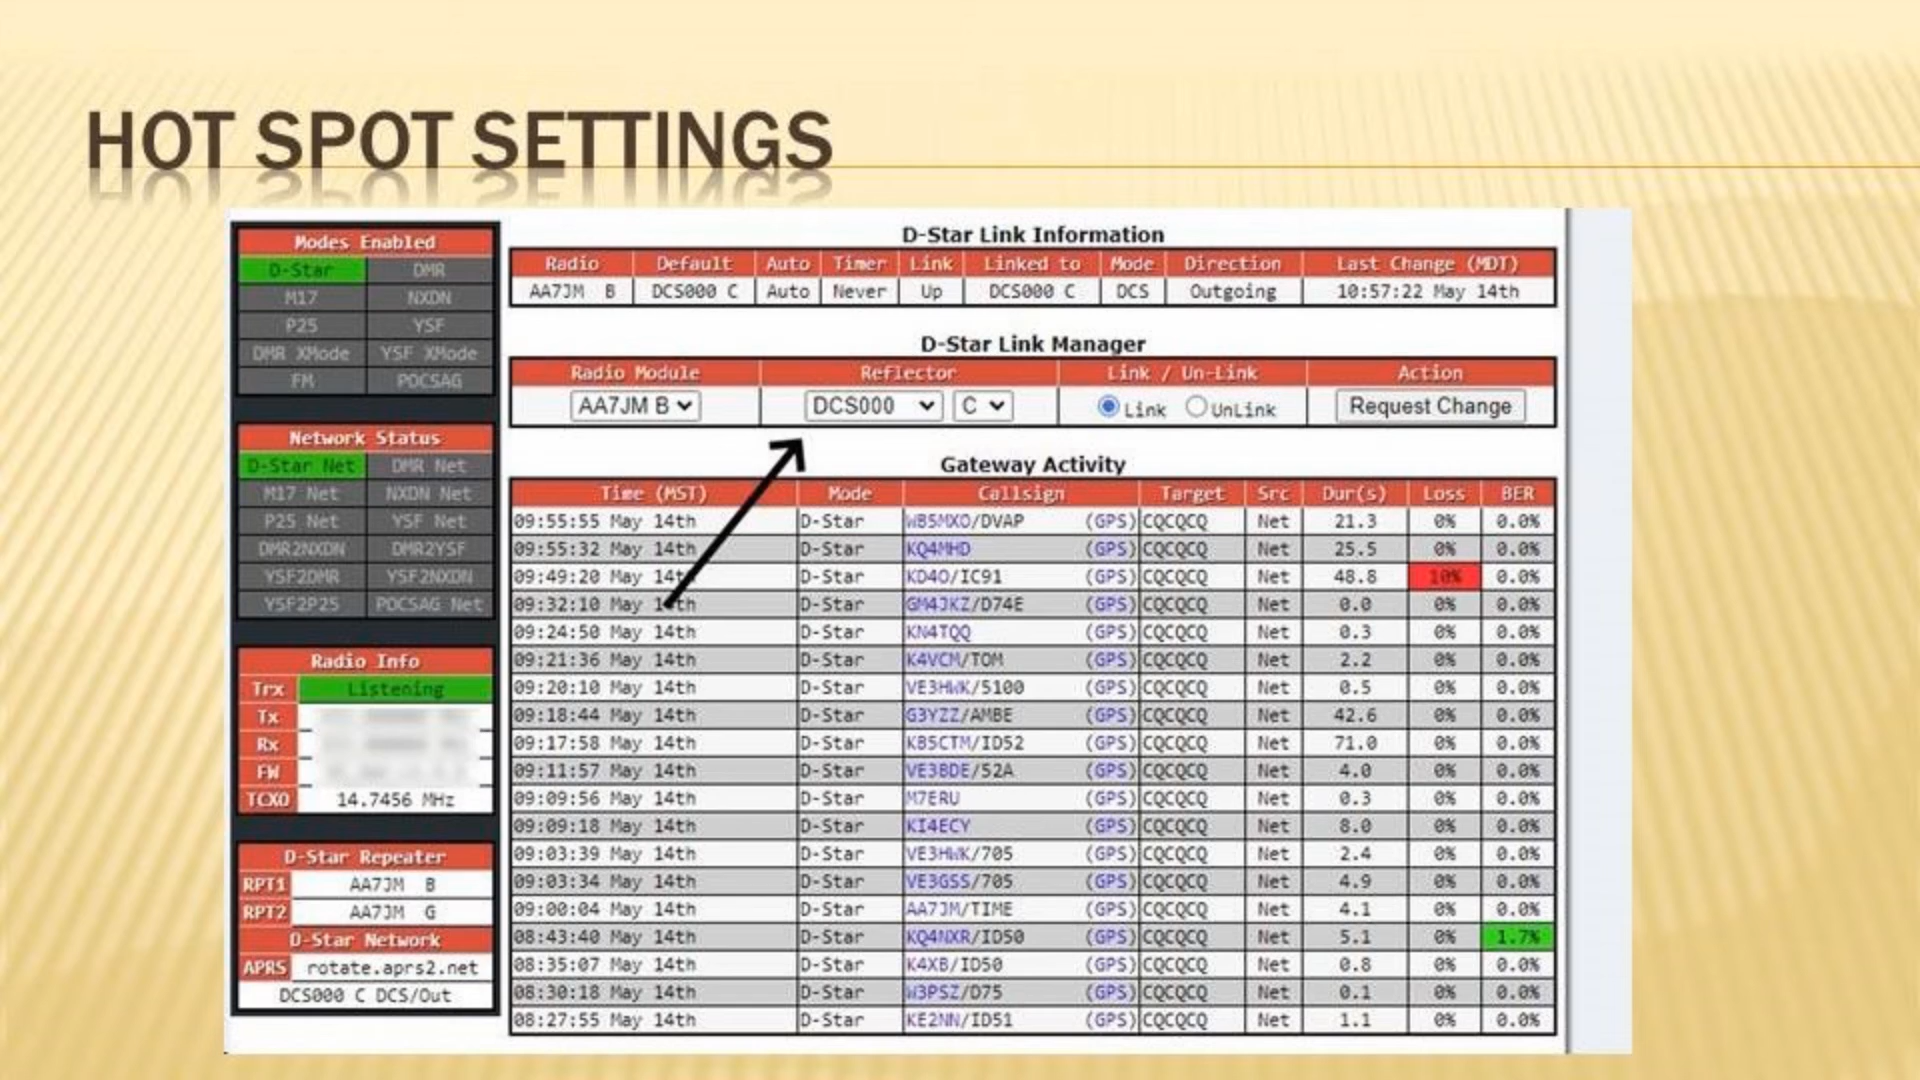 HOT SPOT SETTINGS
Modes Enabled
D-Star DMR
M17 NXDN
P25 YSF
DMR XMode YSF XMode
FM POCSAG
Network Status
D-Star Net DMR Net
M17 Net NXDN Net
P25 Net YSF Net
DMR2NXDN DMR2YSF
YSF2DMR YSF2NXDN
YSF2P25 POCSAG Net
Radio Info
Trx Listening
Tx
Rx
FW
TCXO 14.7456 MHz
D-Star Repeater
RPT1 AA7JM B
RPT2 AA7JM G
D-Star Network
APRS rotate.aprs2.net
DCS000 C DCS/Out
D-Star Link Information
Radio Default Auto Timer Link Linked to Mode Direction Last Change (MDT)
AA7JM B DCS000 C Auto Never Up DCS000 C DCS Outgoing 10:57:22 May 14th
D-Star Link Manager
Radio Module Reflector Link / Un-Link Action
AA7JM B DCS000 C Link UnLink Request Change
Gateway Activity
Time (MST) Mode Callsign Target Src Dur(s) Loss BER
09:55:55 May 14th D-Star WB5MXO/DVAP (GPS) CQCQCQ Net 21.3 0% 0.0%
09:55:32 May 14th D-Star KQ4MHD (GPS) CQCQCQ Net 25.5 0% 0.0%
09:49:20 May 14th D-Star KD4O/IC91 (GPS) CQCQCQ Net 48.8 10% 0.0%
09:32:10 May 14th D-Star GM4JKZ/D74E (GPS) CQCQCQ Net 0.0 0% 0.0%
09:24:50 May 14th D-Star KN4TQQ (GPS) CQCQCQ Net 0.3 0% 0.0%
09:21:36 May 14th D-Star K4VCM/TOM (GPS) CQCQCQ Net 2.2 0% 0.0%
09:20:10 May 14th D-Star VE3HWK/5100 (GPS) CQCQCQ Net 0.5 0% 0.0%
09:18:44 May 14th D-Star G3YZZ/AMBE (GPS) CQCQCQ Net 42.6 0% 0.0%
09:17:58 May 14th D-Star KB5CTM/ID52 (GPS) CQCQCQ Net 71.0 0% 0.0%
09:11:57 May 14th D-Star VE3BDE/52A (GPS) CQCQCQ Net 4.0 0% 0.0%
09:09:56 May 14th D-Star M7ERU (GPS) CQCQCQ Net 0.3 0% 0.0%
09:09:18 May 14th D-Star KI4ECY (GPS) CQCQCQ Net 8.0 0% 0.0%
09:03:39 May 14th D-Star VE3HWK/705 (GPS) CQCQCQ Net 2.4 0% 0.0%
09:03:34 May 14th D-Star VE3GSS/705 (GPS) CQCQCQ Net 4.9 0% 0.0%
09:00:04 May 14th D-Star AA7JM/TIME (GPS) CQCQCQ Net 4.1 0% 0.0%
08:43:40 May 14th D-Star KQ4NXR/ID50 (GPS) CQCQCQ Net 5.1 0% 1.7%
08:35:07 May 14th D-Star K4XB/ID50 (GPS) CQCQCQ Net 0.8 0% 0.0%
08:30:18 May 14th D-Star W3PSZ/D75 (GPS) CQCQCQ Net 0.1 0% 0.0%
08:27:55 May 14th D-Star KE2NN/ID51 (GPS) CQCQCQ Net 1.1 0% 0.0%